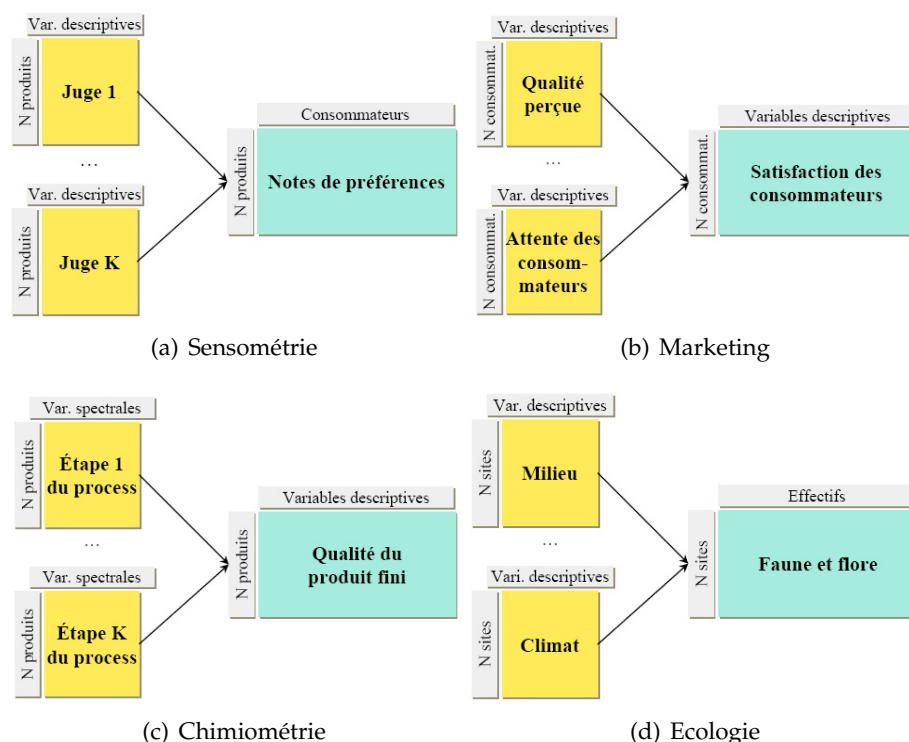 Var. descriptives
N produits
Juge 1
...
Var. descriptives
N produits
Juge K
Consommateurs
N produits
Notes de préférences
(a) Sensométrie
Var. descriptives
N consommat.
Qualité
perçue
...
Var. descriptives
N consommat.
Attente des
consom-
mateurs
Variables descriptives
N consommat.
Satisfaction des
consommateurs
(b) Marketing
Var. spectrales
N produits
Étape 1
du process
...
Var. spectrales
N produits
Étape K
du process
Variables descriptives
N produits
Qualité du
produit fini
(c) Chimiométrie
Var. descriptives
N sites
Milieu
...
Vari. descriptives
N sites
Climat
Effectifs
N sites
Faune et flore
(d) Ecologie